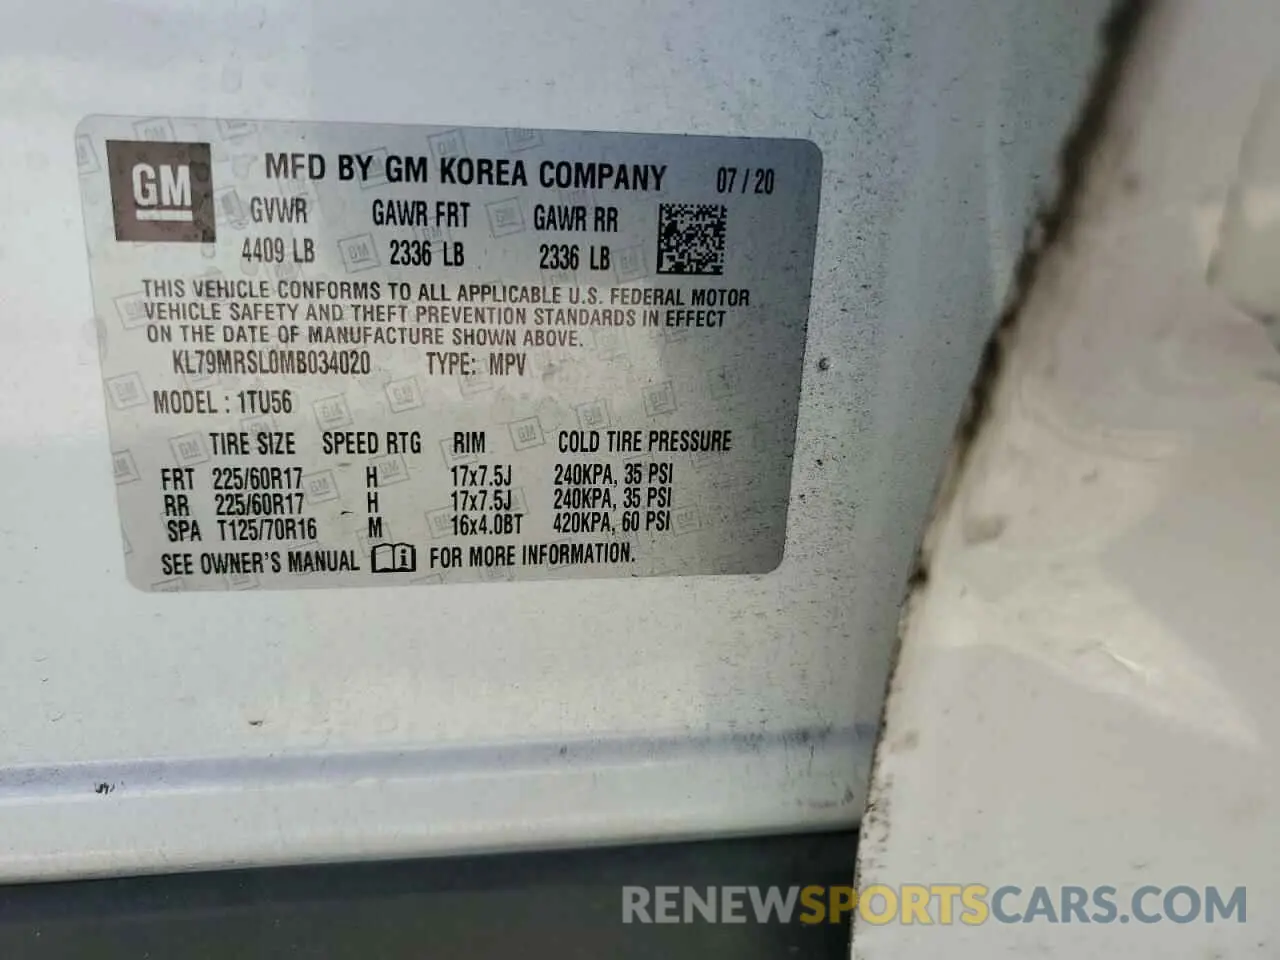 GM MFD BY GM KOREA COMPANY 07 / 20
GVWR GAWR FRT GAWR RR
4409 LB 2336 LB 2336 LB
THIS VEHICLE CONFORMS TO ALL APPLICABLE U.S. FEDERAL MOTOR
VEHICLE SAFETY AND THEFT PREVENTION STANDARDS IN EFFECT
ON THE DATE OF MANUFACTURE SHOWN ABOVE.
KL79MRSL0MB034020 TYPE: MPV
MODEL : 1TU56
TIRE SIZE SPEED RTG RIM COLD TIRE PRESSURE
FRT 225/60R17 H 17x7.5J 240KPA, 35 PSI
RR 225/60R17 H 17x7.5J 240KPA, 35 PSI
SPA T125/70R16 M 16x4.0BT 420KPA, 60 PSI
SEE OWNER'S MANUAL FOR MORE INFORMATION.
RENEWSPORTSCARS.COM